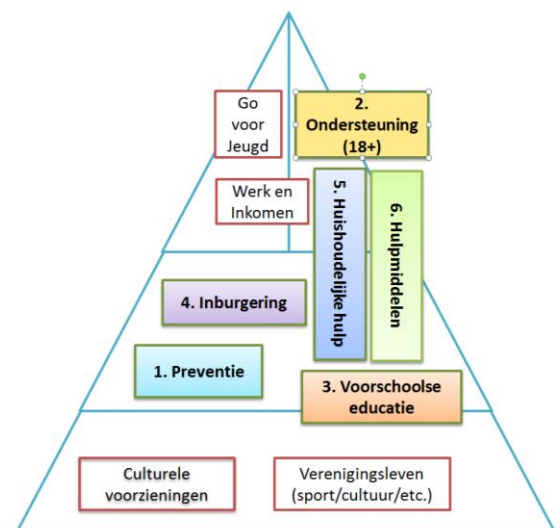 Go
voor
Jeugd
2.
Ondersteuning
(18+)
Werk en
Inkomen
5. Huishoudelijke hulp
6. Hulpmiddelen
4. Inburgering
1. Preventie
3. Voorschoolse
educatie
Culturele
voorzieningen
Verenigingsleven
(sport/cultuur/etc.)